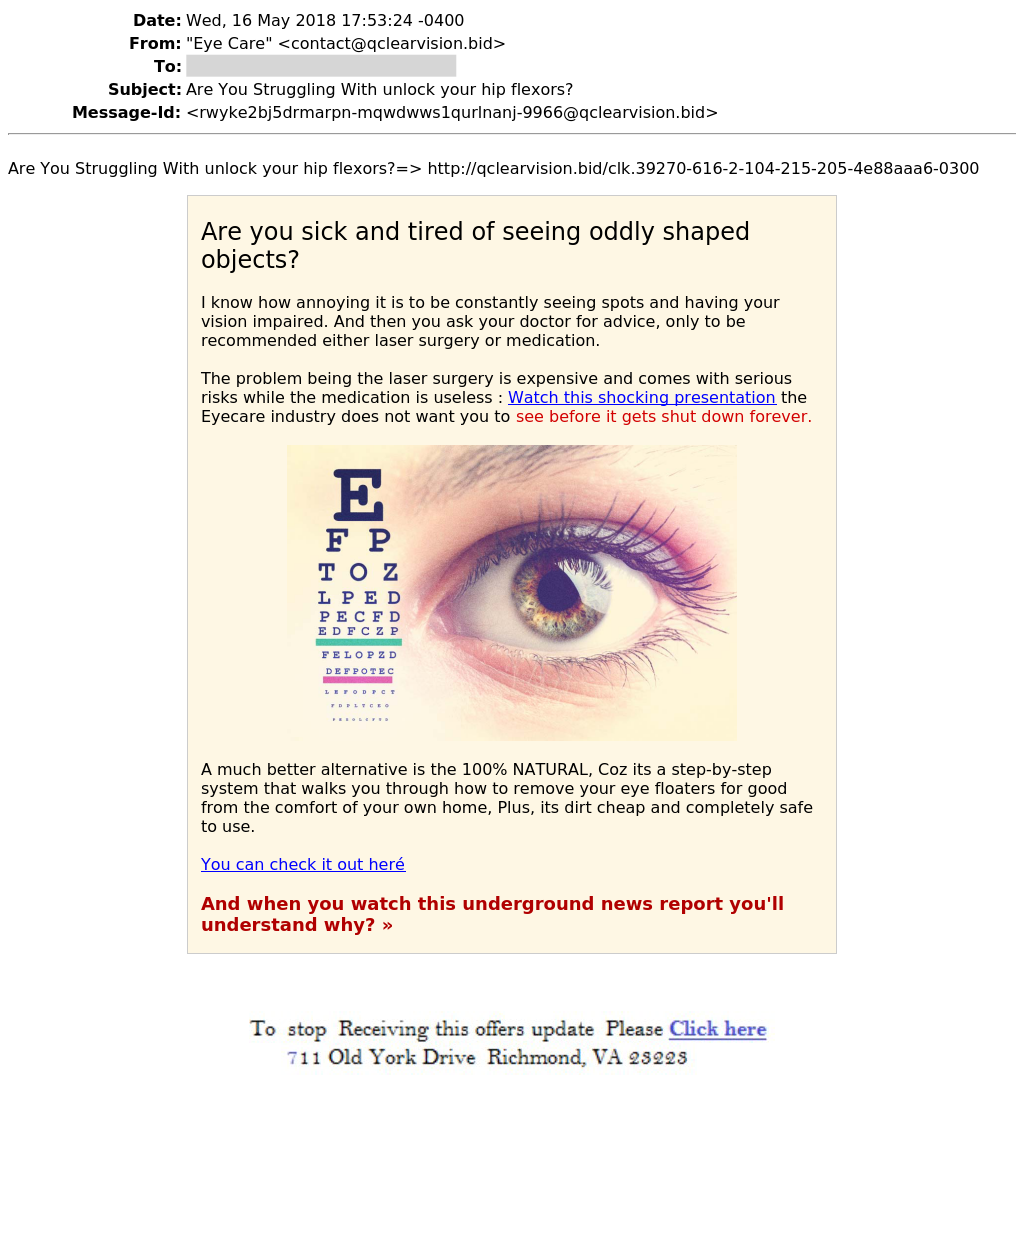 Date: Wed, 16 May 2018 17:53:24 -0400
From: "Eye Care" <contact@qclearvision.bid>
To:
Subject: Are You Struggling With unlock your hip flexors?
Message-Id: <rwyke2bj5drmarpn-mqwdwws1qurlnanj-9966@qclearvision.bid>
Are You Struggling With unlock your hip flexors?=> http://qclearvision.bid/clk.39270-616-2-104-215-205-4e88aaa6-0300
Are you sick and tired of seeing oddly shaped
objects?
I know how annoying it is to be constantly seeing spots and having your
vision impaired. And then you ask your doctor for advice, only to be
recommended either laser surgery or medication.
The problem being the laser surgery is expensive and comes with serious
risks while the medication is useless : Watch this shocking presentation the
Eyecare industry does not want you to see before it gets shut down forever.
E
F P
T O Z
L P E D
P E C F D
E D F C Z P
F E L O P Z D
D E F P O T E C
L E F O D P C T
F D P L T C E O
A much better alternative is the 100% NATURAL, Coz its a step-by-step
system that walks you through how to remove your eye floaters for good
from the comfort of your own home, Plus, its dirt cheap and completely safe
to use.
You can check it out heré
And when you watch this underground news report you'll
understand why? »
To stop Receiving this offers update Please Click here
711 Old York Drive Richmond, VA 23223